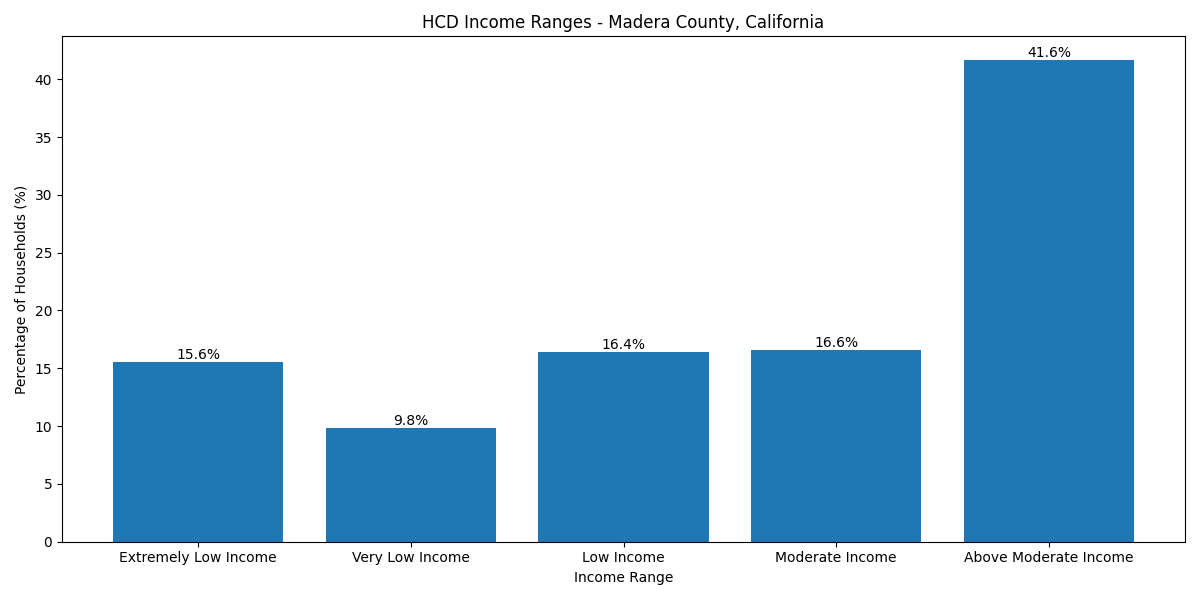 HCD Income Ranges - Madera County, California
41.6%
40
35
30
25
20
15
10
5
0
Percentage of Households (%)
15.6%
9.8%
16.4%
16.6%
Extremely Low Income
Very Low Income
Low Income
Moderate Income
Above Moderate Income
Income Range